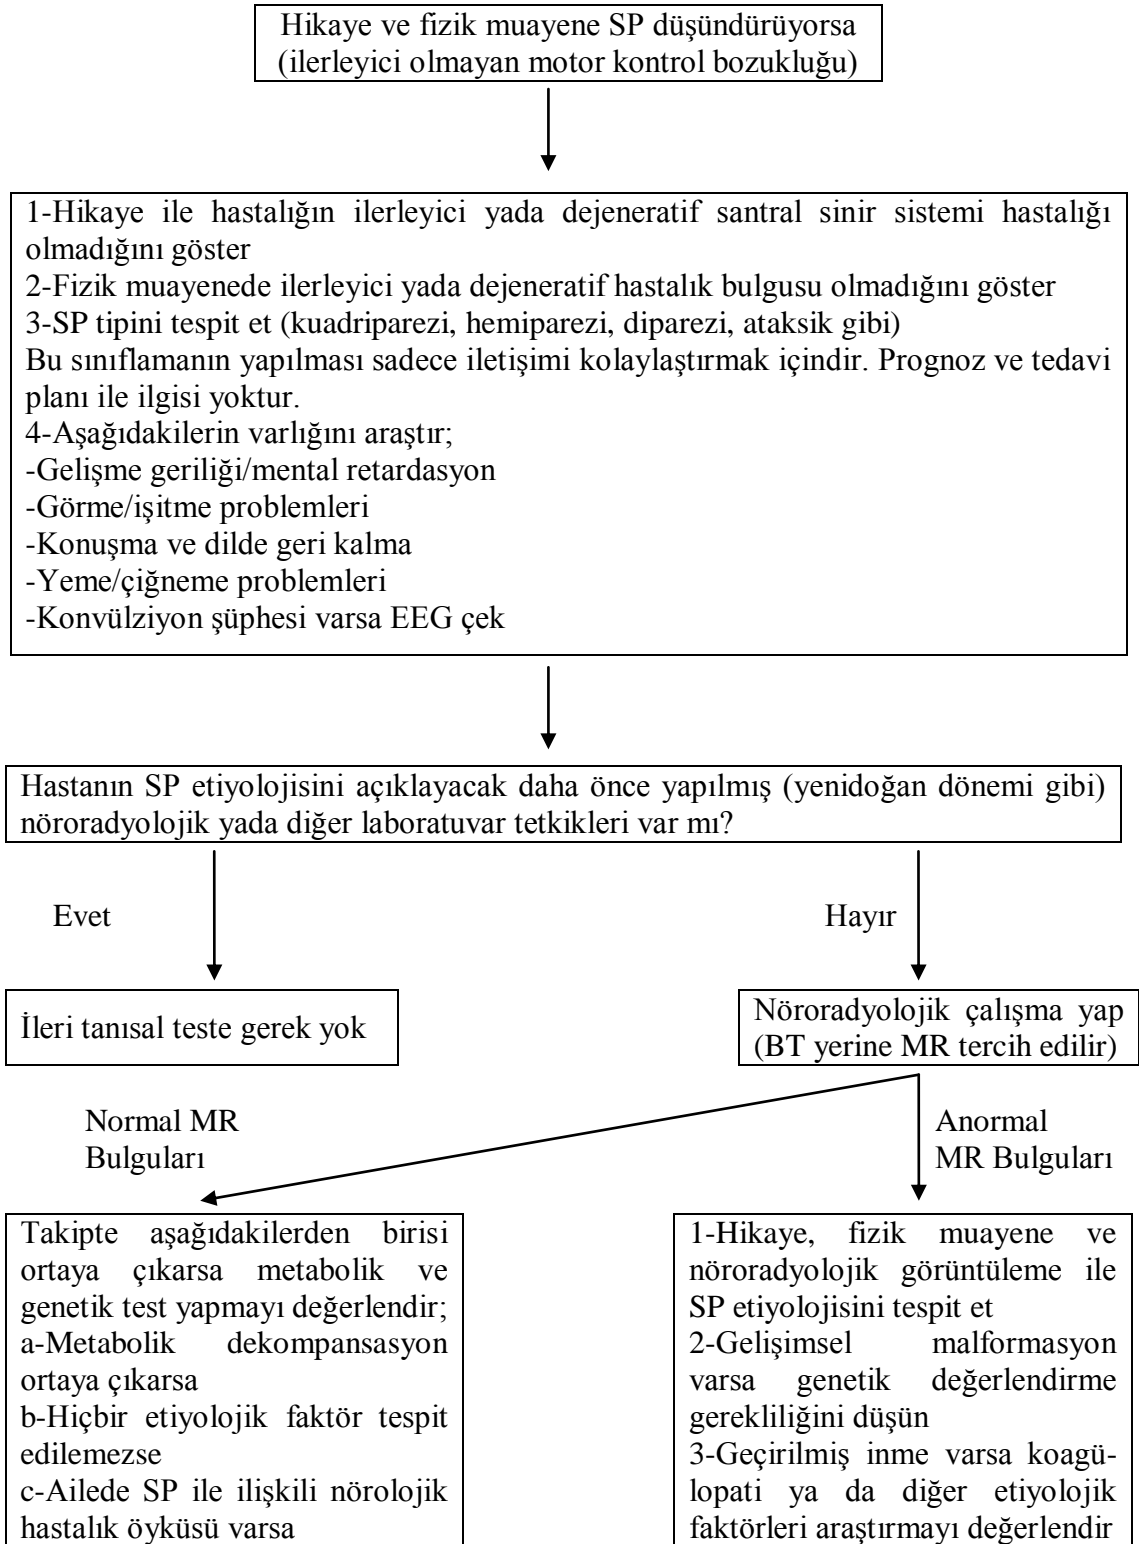 Hikaye ve fizik muayene SP düşündürüyorsa
(ilerleyici olmayan motor kontrol bozukluğu)
1-Hikaye ile hastalığın ilerleyici yada dejeneratif santral sinir sistemi hastalığı
olmadığını göster
2-Fizik muayenede ilerleyici yada dejeneratif hastalık bulgusu olmadığını göster
3-SP tipini tespit et (kuadriparezi, hemiparezi, diparezi, ataksik gibi)
Bu sınıflamanın yapılması sadece iletişimi kolaylaştırmak içindir. Prognoz ve tedavi
planı ile ilgisi yoktur.
4-Aşağıdakilerin varlığını araştır;
-Gelişme geriliği/mental retardasyon
-Görme/işitme problemleri
-Konuşma ve dilde geri kalma
-Yeme/çiğneme problemleri
-Konvülziyon şüphesi varsa EEG çek
Hastanın SP etiyolojisini açıklayacak daha önce yapılmış (yenidoğan dönemi gibi)
nöroradyolojik yada diğer laboratuvar tetkikleri var mı?
Evet
Hayır
İleri tanısal teste gerek yok
Nöroradyolojik çalışma yap
(BT yerine MR tercih edilir)
Normal MR
Bulguları
Anormal
MR Bulguları
Takipte aşağıdakilerden birisi
ortaya çıkarsa metabolik ve
genetik test yapmayı değerlendir;
a-Metabolik dekompansasyon
ortaya çıkarsa
b-Hiçbir etiyolojik faktör tespit
edilemezse
c-Ailede SP ile ilişkili nörolojik
hastalık öyküsü varsa
1-Hikaye, fizik muayene ve
nöroradyolojik görüntüleme ile
SP etiyolojisini tespit et
2-Gelişimsel malformasyon
varsa genetik değerlendirme
gerekliliğini düşün
3-Geçirilmiş inme varsa koagü-
lopati ya da diğer etiyolojik
faktörleri araştırmayı değerlendir